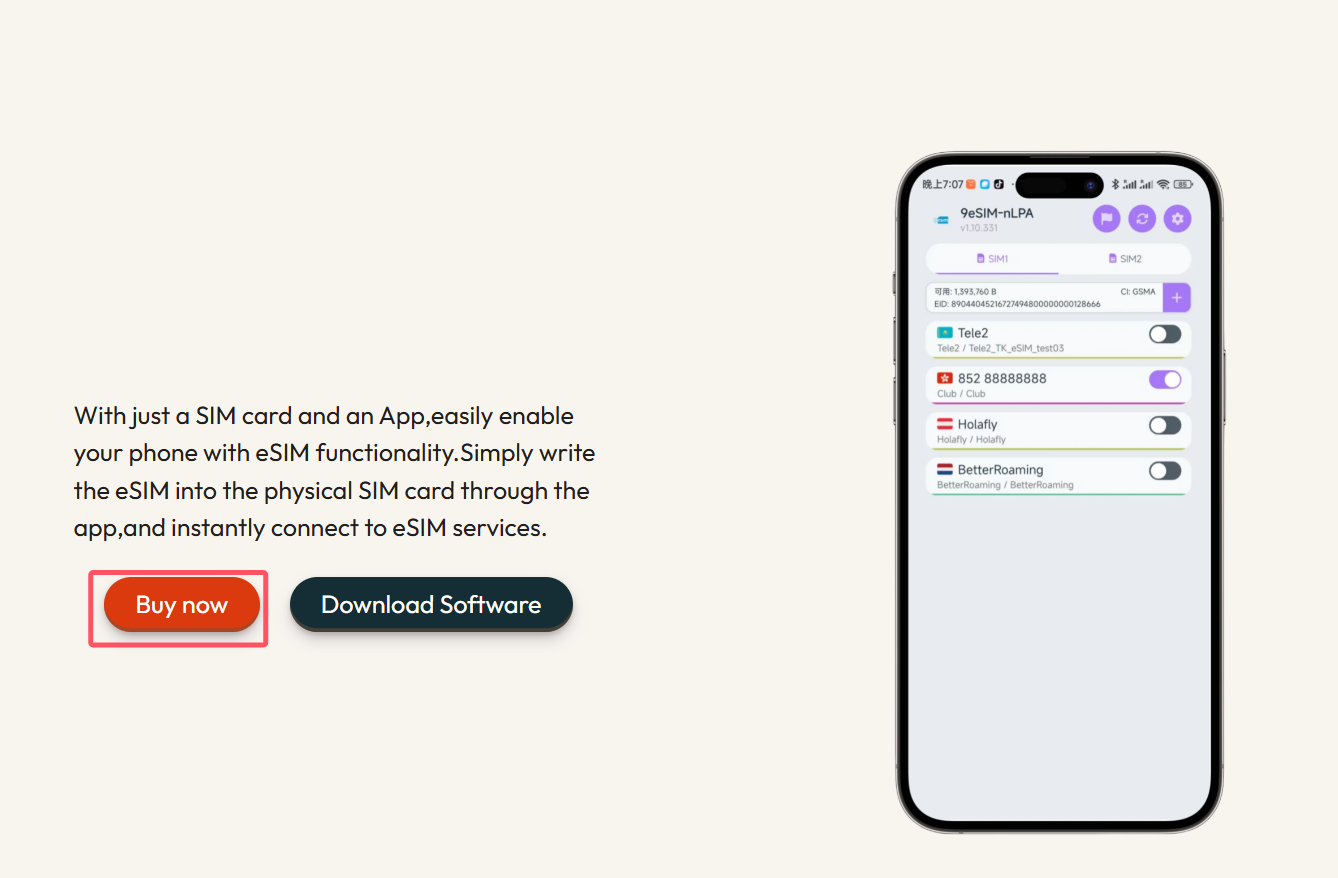 With just a SIM card and an App,easily enable
your phone with eSIM functionality.Simply write
the eSIM into the physical SIM card through the
app,and instantly connect to eSIM services.
Buy now
Download Software
晚上7:07
85
9eSIM-nLPA
v1.10.331
SIM1
SIM2
可用: 1,393,760 B
CI: GSMA
EID: 89044045216727494800000000128666
Tele2
Tele2 / Tele2_TK_eSIM_test03
852 88888888
Club / Club
Holafly
Holafly / Holafly
BetterRoaming
BetterRoaming / BetterRoaming